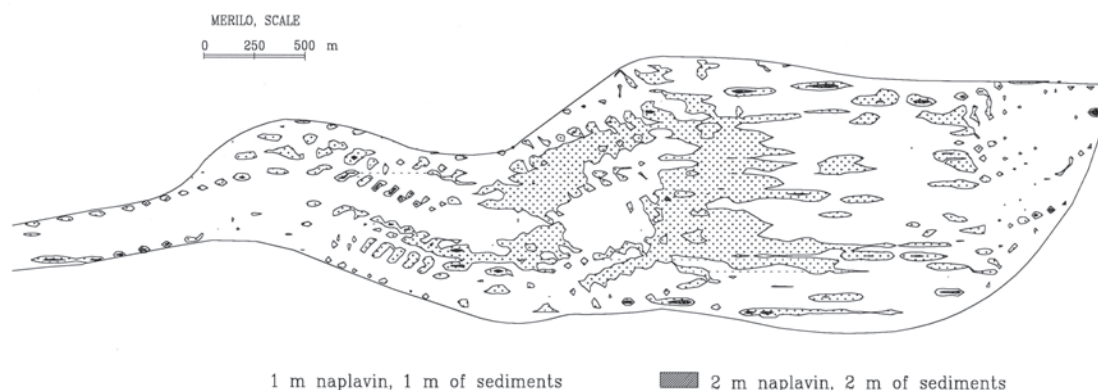 MERILO, SCALE
0 250 500 m
1 m naplavin, 1 m of sediments
2 m naplavin, 2 m of sediments